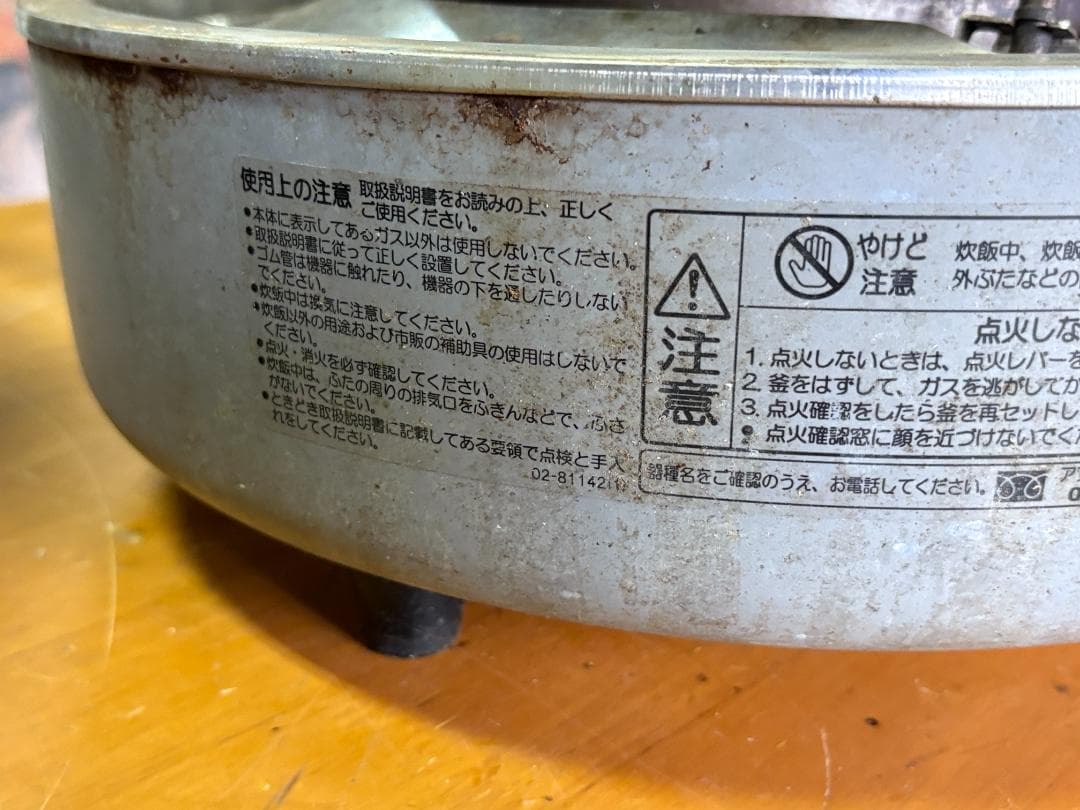 使用上の注意 取扱説明書をお読みの上、正しく
ご使用ください。
●本体に表示してあるガス以外は使用しないでください。
●取扱説明書に従って正しく設置してください。
●ゴム管は機器に触れたり、機器の下を通したりしない
でください。
●炊飯中は換気に注意してください。
●炊飯以外の用途および市販の補助具の使用はしないで
ください。
●点火・消火を必ず確認してください。
●炊飯中は、ふたの周りの排気口をふきんなどで、ふさ
がないでください。
●ときどき取扱説明書に記載してある要領で点検と手入
れをしてください。
02-81142(1)
注意
やけど
注意
炊飯中、炊飯
外ぶたなどの
点火しな
1. 点火しないときは、点火レバーを
2. 釜をはずして、ガスを逃がしてか
3. 点火確認をしたら釜を再セットし
● 点火確認窓に顔を近づけないでくだ
器種名をご確認のうえ、お電話してください。
ア
0